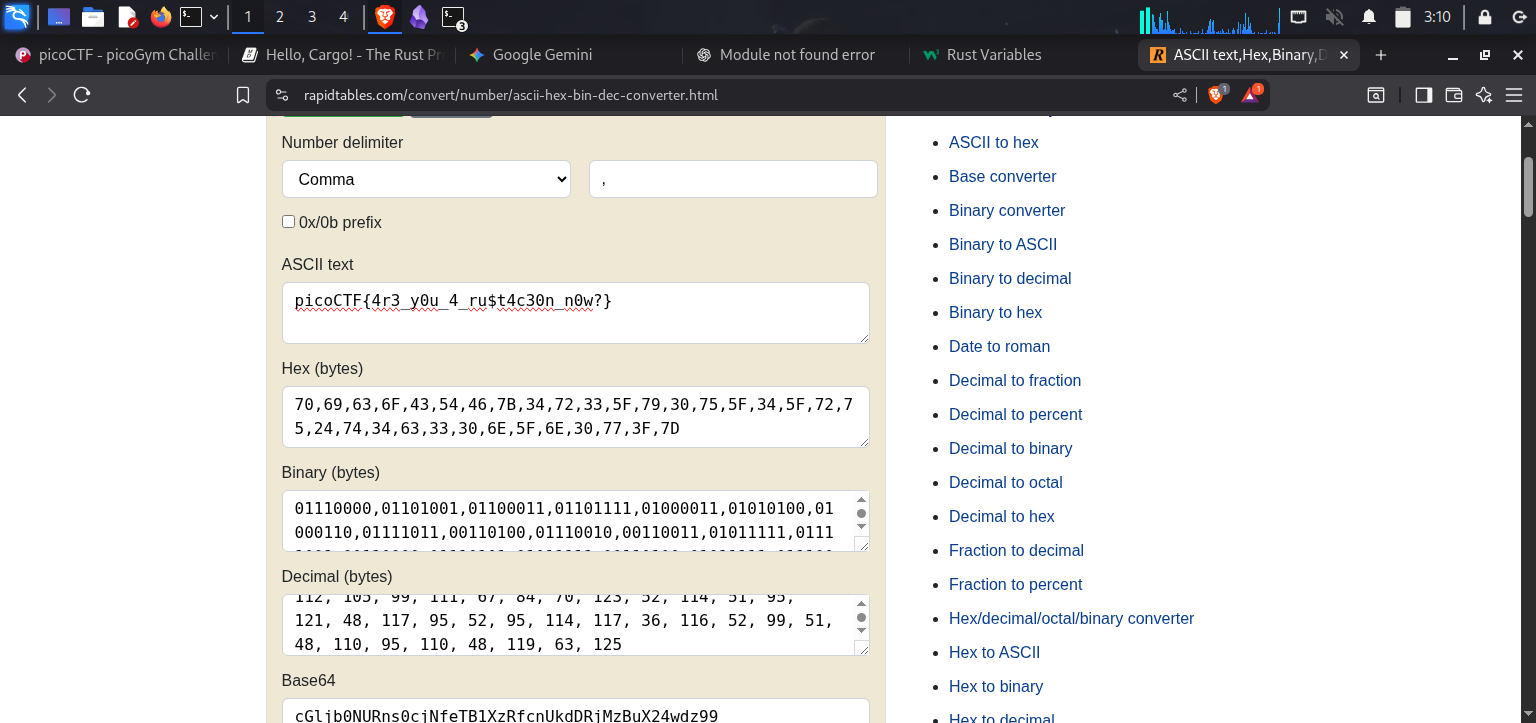 1 2 3 4 3 3:10
picoCTF - picoGym Challen
Hello, Cargo! - The Rust Pr
Google Gemini
Module not found error
Rust Variables
ASCII text,Hex,Binary,D
rapidtables.com/convert/number/ascii-hex-bin-dec-converter.html
1
1
Number delimiter
Comma
,
0x/0b prefix
ASCII text
picoCTF{4r3_y0u_4_ru$t4c30n_n0w?}
Hex (bytes)
70,69,63,6F,43,54,46,7B,34,72,33,5F,79,30,75,5F,34,5F,72,7
5,24,74,34,63,33,30,6E,5F,6E,30,77,3F,7D
Binary (bytes)
01110000,01101001,01100011,01101111,01000011,01010100,01
000110,01111011,00110100,01110010,00110011,01011111,0111
Decimal (bytes)
112, 105, 99, 111, 67, 84, 70, 123, 52, 114, 51, 95,
121, 48, 117, 95, 52, 95, 114, 117, 36, 116, 52, 99, 51,
48, 110, 95, 110, 48, 119, 63, 125
Base64
cGljb0NURns0cjNfeTB1XzRfcnUkdDRjMzBuX24wdz99
ASCII to hex
Base converter
Binary converter
Binary to ASCII
Binary to decimal
Binary to hex
Date to roman
Decimal to fraction
Decimal to percent
Decimal to binary
Decimal to octal
Decimal to hex
Fraction to decimal
Fraction to percent
Hex/decimal/octal/binary converter
Hex to ASCII
Hex to binary
Hex to decimal